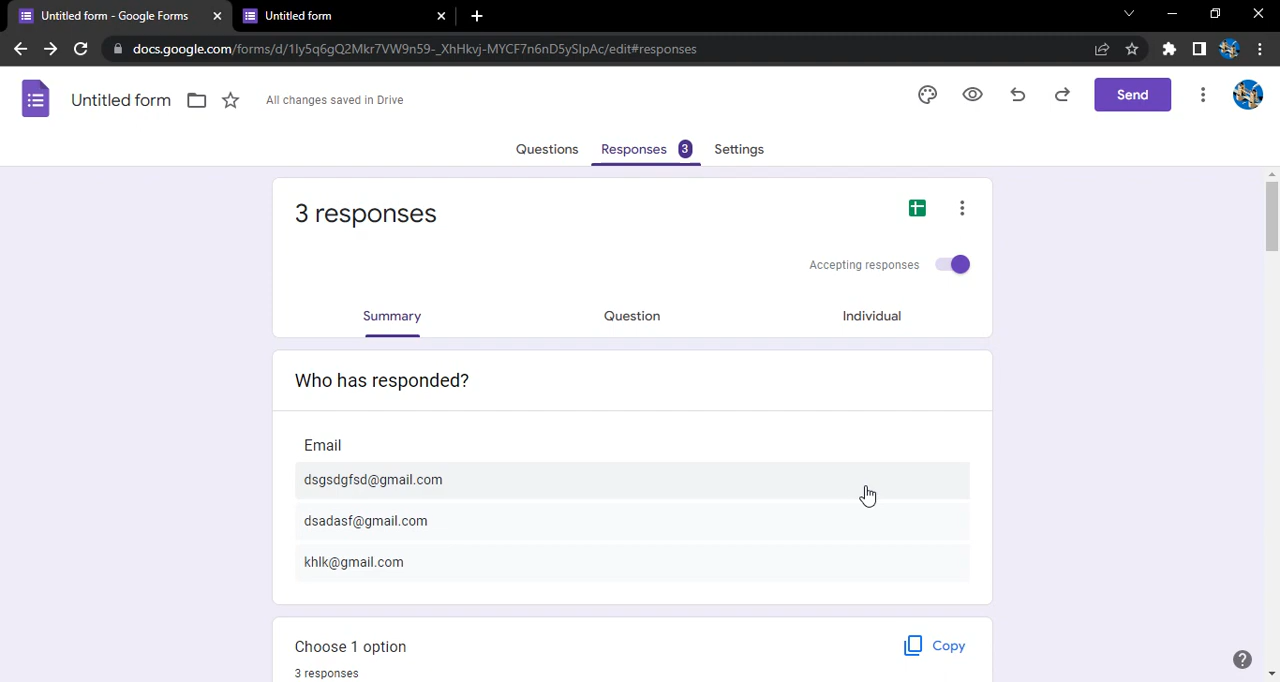 Untitled form - Google Forms
Untitled form
docs.google.com/forms/d/1ly5q6gQ2Mkr7VW9n59-_XhHkvj-MYCF7n6nD5ySlpAc/edit#responses
Untitled form
All changes saved in Drive
Send
Questions
Responses 3
Settings
3 responses
Accepting responses
Summary
Question
Individual
Who has responded?
Email
dsgsdgfsd@gmail.com
dsadasf@gmail.com
khlk@gmail.com
Choose 1 option
Copy
3 responses